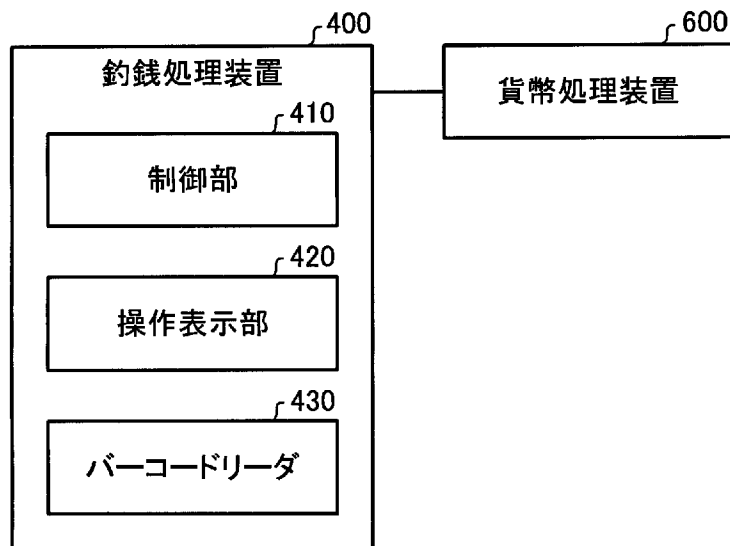 400
釣銭処理装置
410
制御部
420
操作表示部
430
バーコードリーダ
600
貨幣処理装置